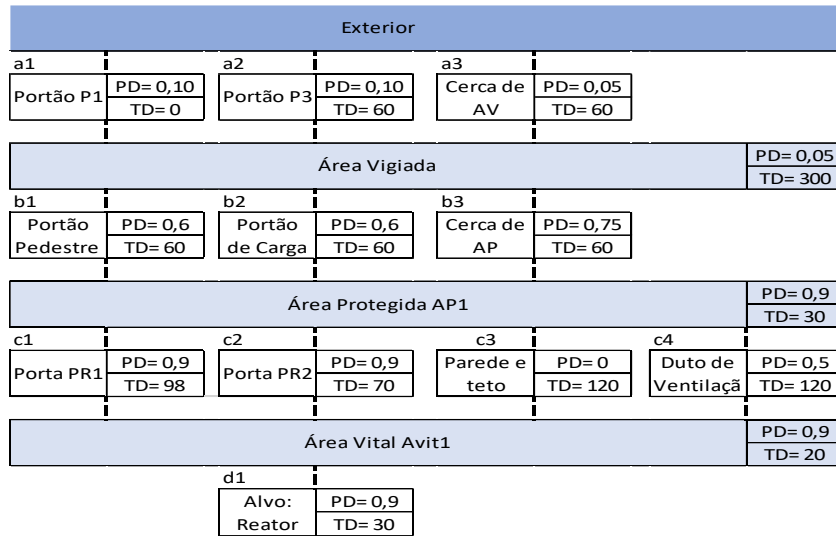 Exterior
a1
a2
a3
Portão P1
PD= 0,10
TD= 0
Portão P3
PD= 0,10
TD= 60
Cerca de
AV
PD= 0,05
TD= 60
Área Vigiada
PD= 0,05
TD= 300
b1
b2
b3
Portão
Pedestre
PD= 0,6
TD= 60
Portão
de Carga
PD= 0,6
TD= 60
Cerca de
AP
PD= 0,75
TD= 60
Área Protegida AP1
PD= 0,9
TD= 30
c1
c2
c3
c4
Porta PR1
PD= 0,9
TD= 98
Porta PR2
PD= 0,9
TD= 70
Parede e
teto
PD= 0
TD= 120
Duto de
Ventilaçã
PD= 0,5
TD= 120
Área Vital Avit1
PD= 0,9
TD= 20
d1
Alvo:
Reator
PD= 0,9
TD= 30